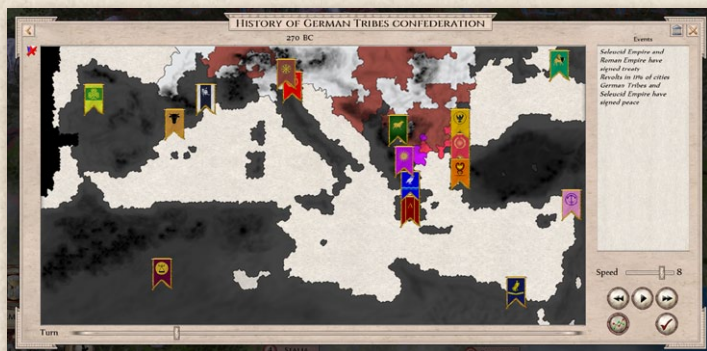 History of German Tribes confederation
270 BC
Events
Seleucid Empire and
Roman Empire have
signed treaty
Revolts in 11% of cities
German Tribes and
Seleucid Empire have
signed peace
Speed
8
Turn